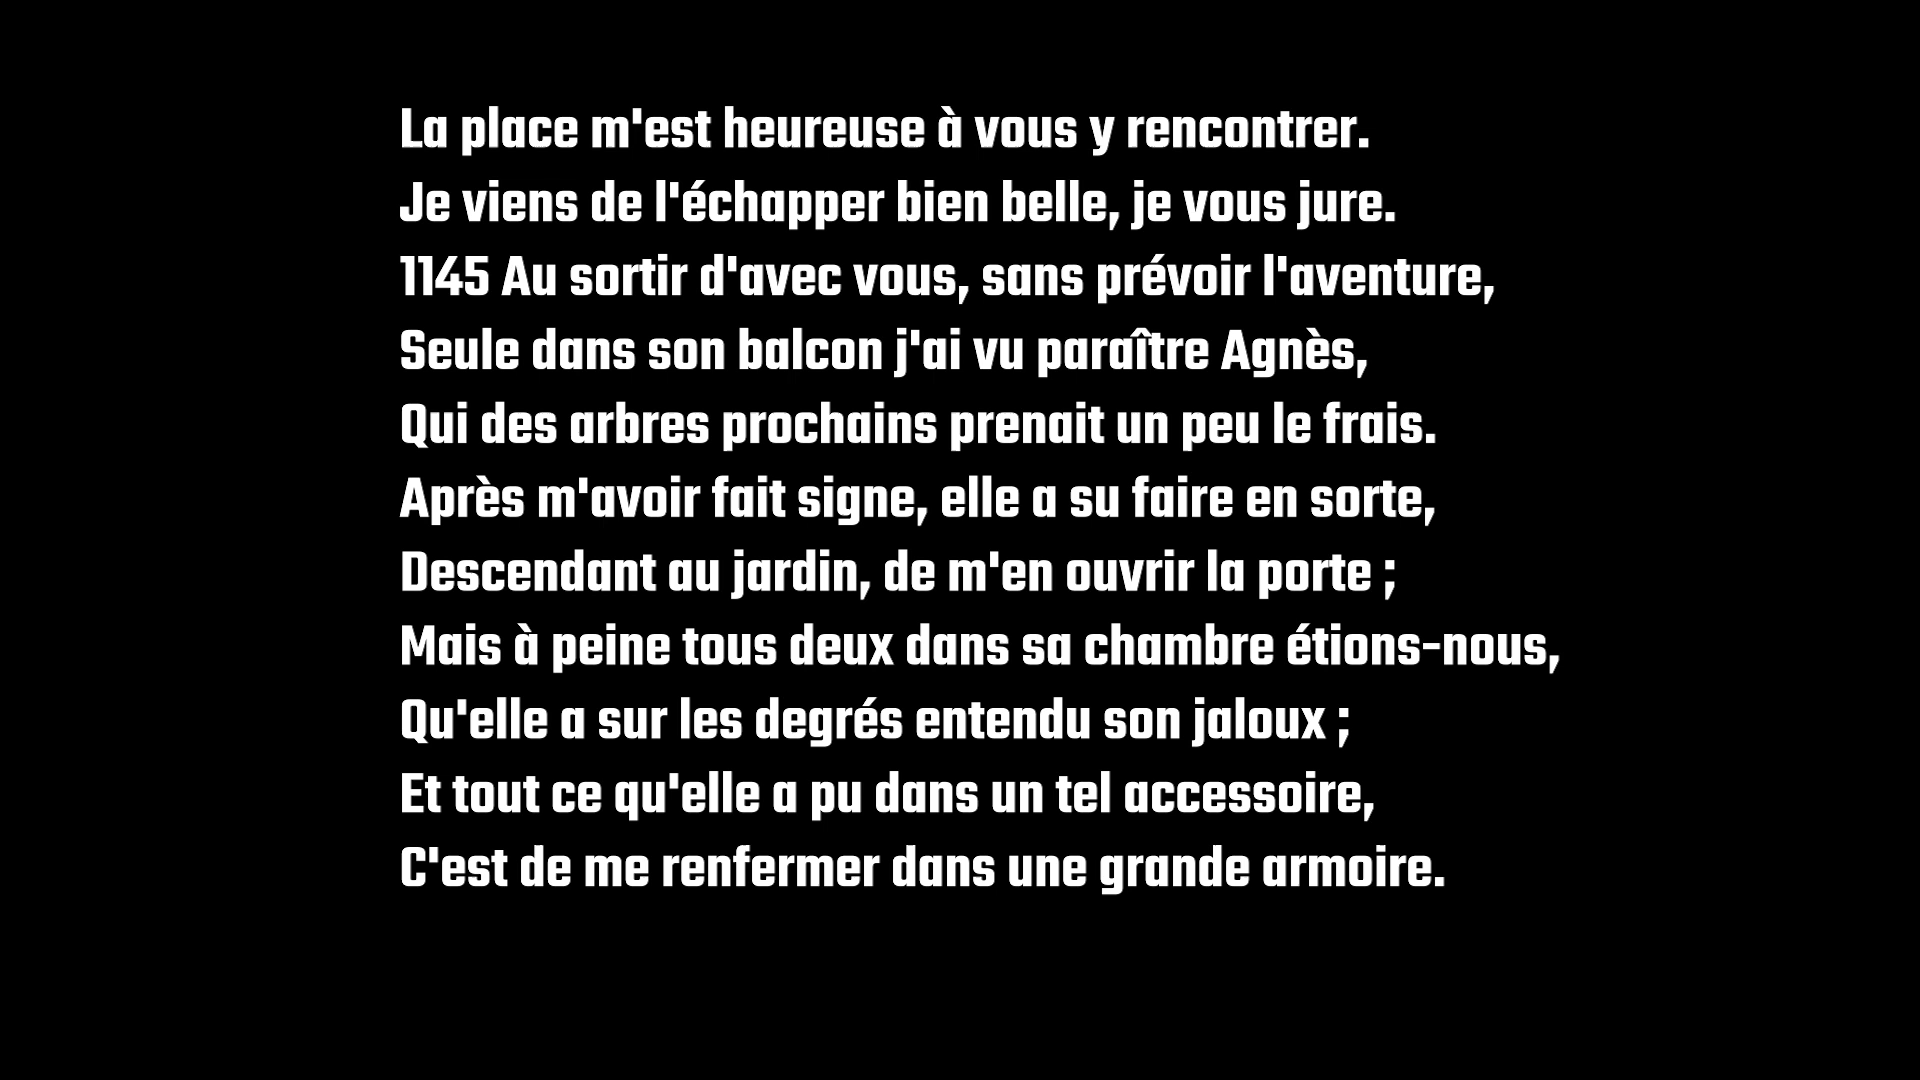 La place m'est heureuse à vous y rencontrer.
Je viens de l'échapper bien belle, je vous jure.
1145 Au sortir d'avec vous, sans prévoir l'aventure,
Seule dans son balcon j'ai vu paraître Agnès,
Qui des arbres prochains prenait un peu le frais.
Après m'avoir fait signe, elle a su faire en sorte,
Descendant au jardin, de m'en ouvrir la porte ;
Mais à peine tous deux dans sa chambre étions-nous,
Qu'elle a sur les degrés entendu son jaloux ;
Et tout ce qu'elle a pu dans un tel accessoire,
C'est de me renfermer dans une grande armoire.